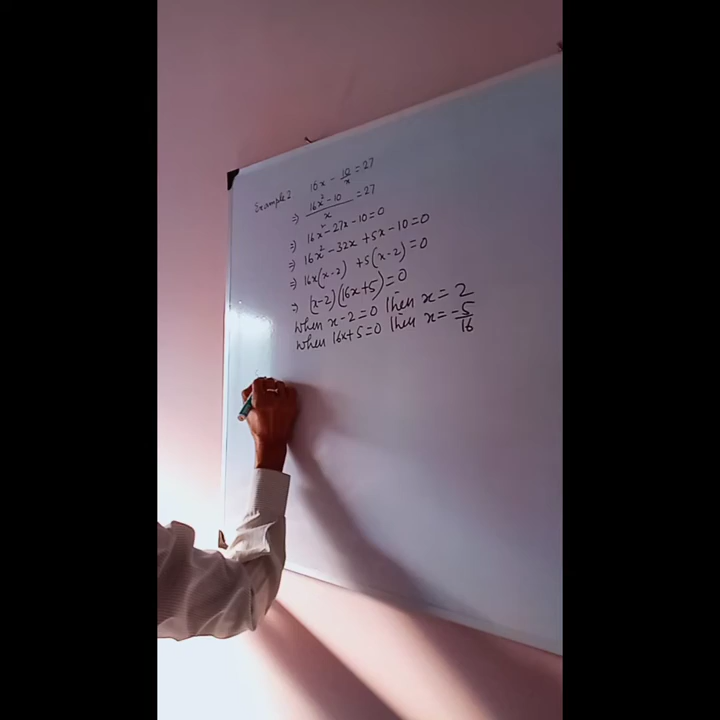 Example 2 16x - 10/x = 27
⇒ (16x² - 10)/x = 27
⇒ 16x² - 27x - 10 = 0
⇒ 16x² - 32x + 5x - 10 = 0
⇒ 16x(x-2) + 5(x-2) = 0
⇒ (x-2)(16x+5) = 0
When x - 2 = 0 Then x = 2
When 16x + 5 = 0 Then x = -5/16